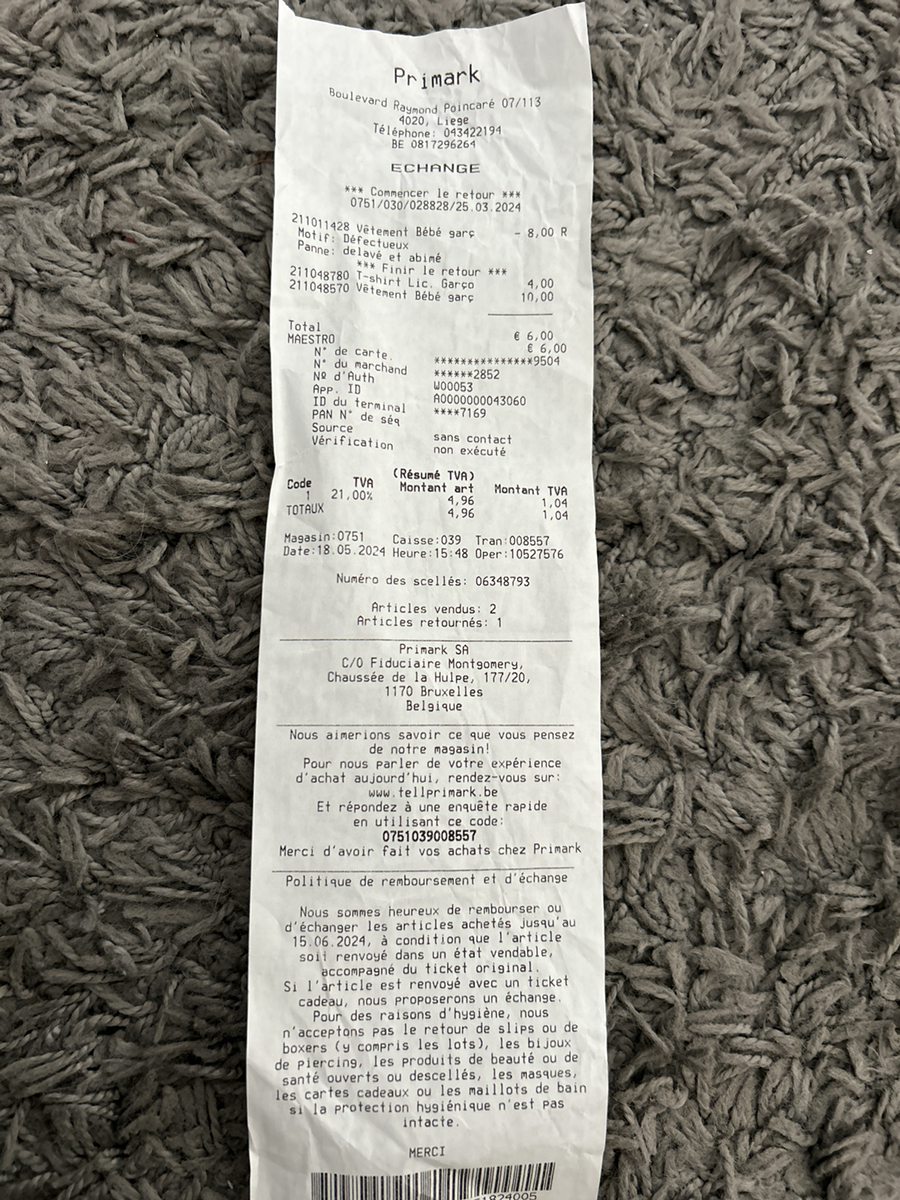 Primark
Boulevard Raymond Poincaré 07/113
4020, Liege
Téléphone: 043422194
BE 0817296264
ECHANGE
*** Commencer le retour ***
0751/030/028828/25.03.2024
211011428 Vêtement Bébé garç - 8,00 R
Motif: Défectueux
Panne: delavé et abimé
*** Finir le retour ***
211048780 T-shirt Lic. Garço 4,00
211048570 Vêtement Bébé garç 10,00
Total € 6,00
MAESTRO € 6,00
N° de carte. ***************9504
N° du marchand ******2852
Nº d'Auth W00053
App. ID A0000000043060
ID du terminal ****7169
PAN N° de séq
Source sans contact
Vérification non exécuté
(Résumé TVA)
Code TVA Montant art Montant TVA
1 21,00% 4,96 1,04
TOTAUX 4,96 1,04
Magasin:0751 Caisse:039 Tran:008557
Date:18.05.2024 Heure:15:48 Oper:10527576
Numéro des scellés: 06348793
Articles vendus: 2
Articles retournés: 1
Primark SA
C/O Fiduciaire Montgomery,
Chaussée de la Hulpe, 177/20,
1170 Bruxelles
Belgique
Nous aimerions savoir ce que vous pensez
de notre magasin!
Pour nous parler de votre expérience
d'achat aujourd'hui, rendez-vous sur:
www.tellprimark.be
Et répondez à une enquête rapide
en utilisant ce code:
0751039008557
Merci d'avoir fait vos achats chez Primark
Politique de remboursement et d'échange
Nous sommes heureux de rembourser ou
d'échanger les articles achetés jusqu'au
15.06.2024, à condition que l'article
soit renvoyé dans un état vendable,
accompagné du ticket original.
Si l'article est renvoyé avec un ticket
cadeau, nous proposerons un échange.
Pour des raisons d'hygiène, nous
n'acceptons pas le retour de slips ou de
boxers (y compris les lots), les bijoux
de piercing, les produits de beauté ou de
santé ouverts ou descellés, les masques,
les cartes cadeaux ou les maillots de bain
si la protection hygiénique n'est pas
intacte.
MERCI